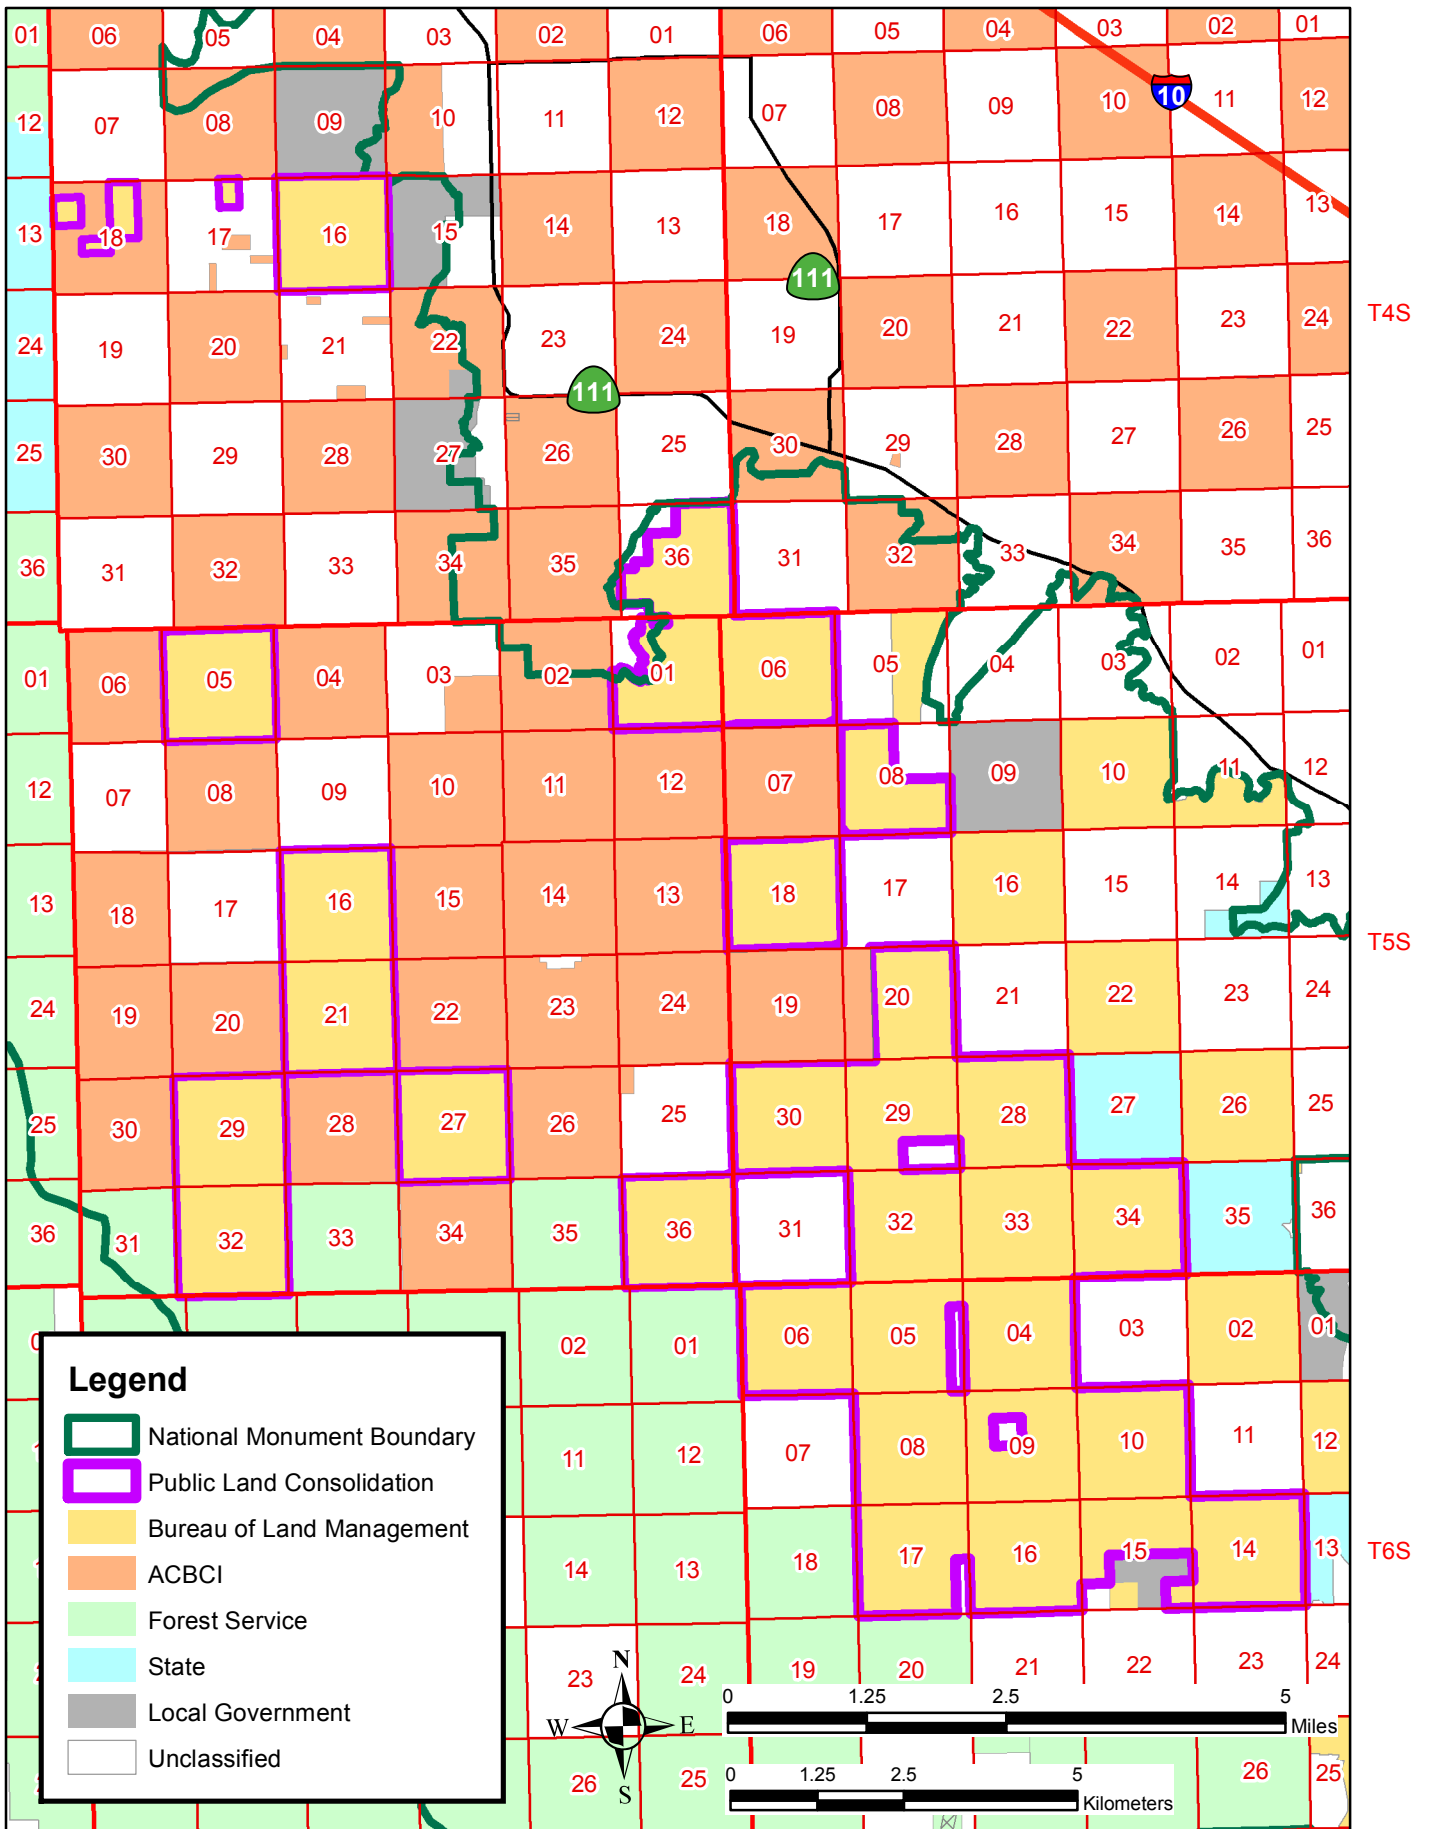 01 06 05 04 03 02 01 06 05 04 03 02 01
12 07 08 09 10 11 12 07 08 09 10 10 11 12
13 18 17 16 15 14 13 18 17 16 15 14 13
111
24 19 20 21 22 23 24 19 20 21 22 23 24 T4S
111
25 30 29 28 27 26 25 30 29 28 27 26 25
36 31 32 33 34 35 36 31 32 33 34 35 36
01 06 05 04 03 02 01 06 05 04 03 02 01
12 07 08 09 10 11 12 07 08 09 10 11 12
13 18 17 16 15 14 13 18 17 16 15 14 13
T5S
24 19 20 21 22 23 24 19 20 21 22 23 24
25 30 29 28 27 26 25 30 29 28 27 26 25
36 31 32 33 34 35 36 31 32 33 34 35 36
02 01 06 05 04 03 02 01
11 12 07 08 09 10 11 12
14 13 18 17 16 15 14 13 T6S
23 24 19 20 21 22 23 24
26 25 26 25
Legend
National Monument Boundary
Public Land Consolidation
Bureau of Land Management
ACBCI
Forest Service
State
Local Government
Unclassified
N
W E
S
0 1.25 2.5 5
Miles
0 1.25 2.5 5
Kilometers